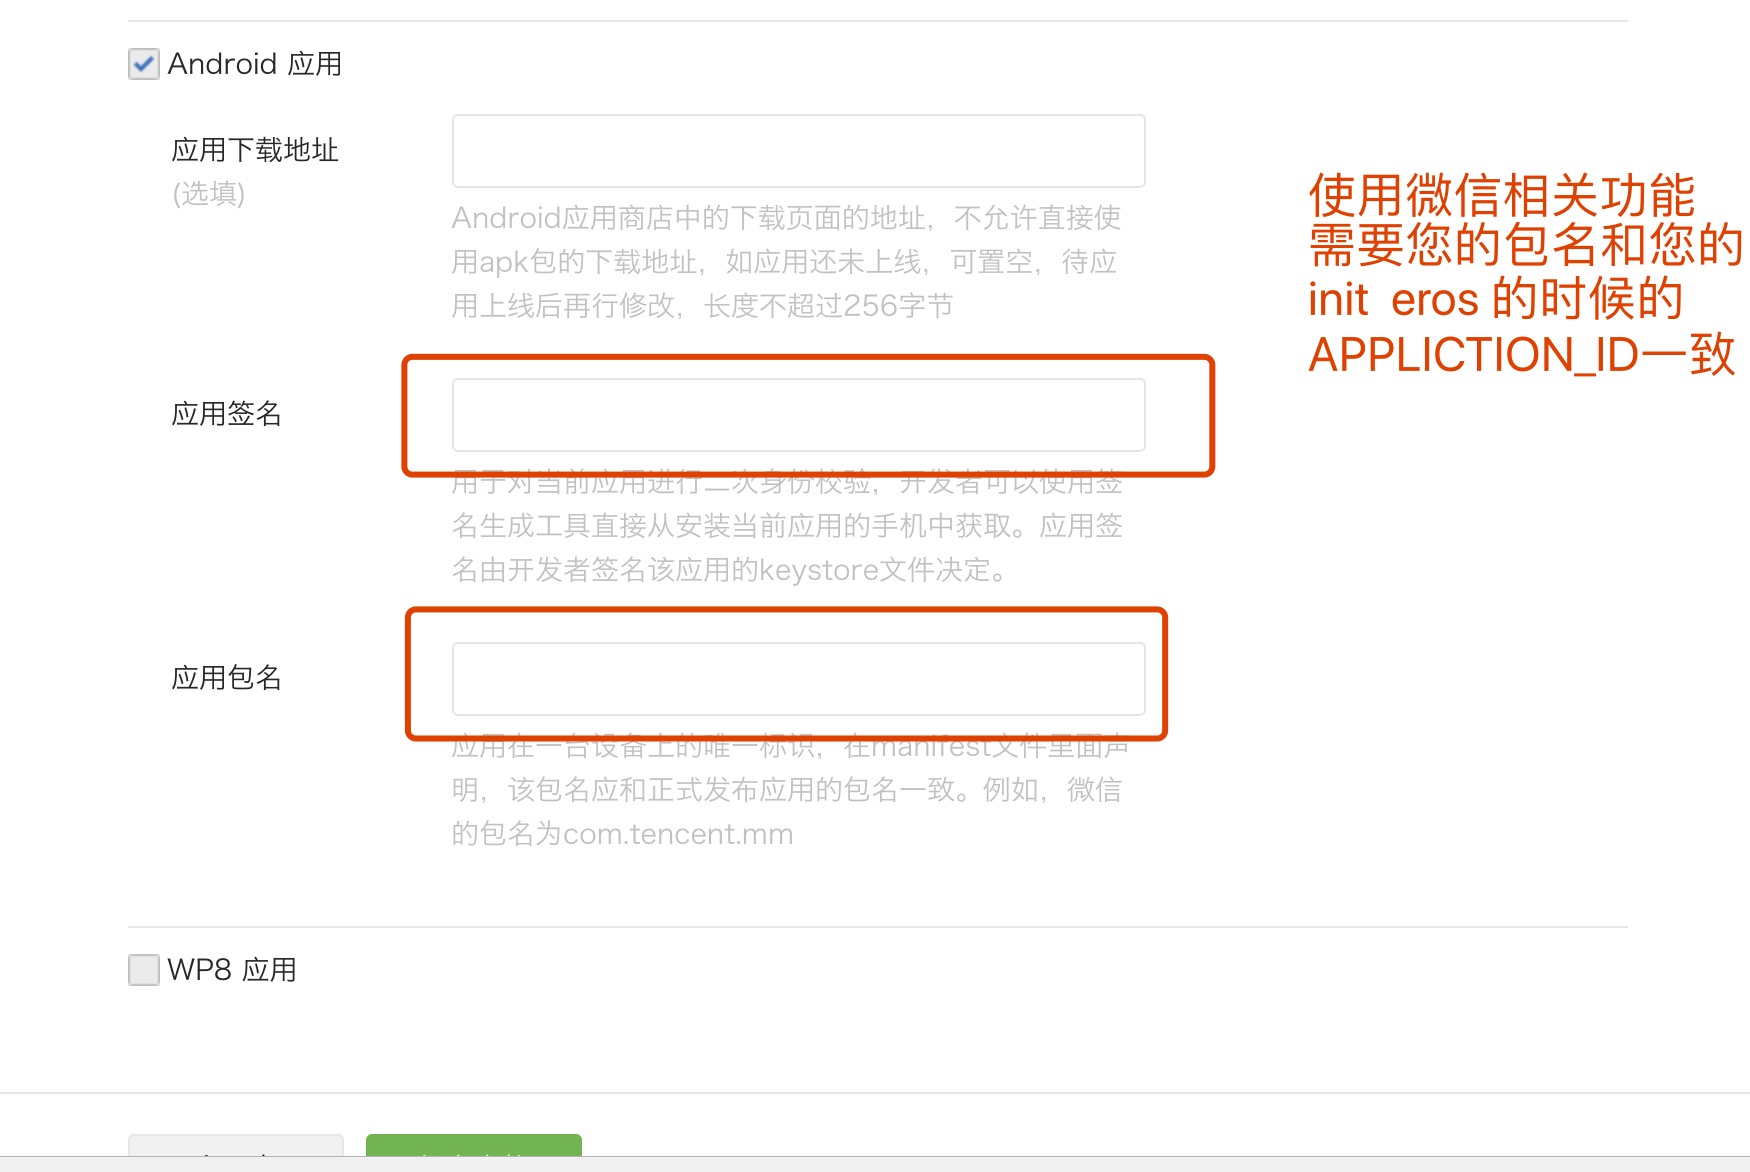 Android 应用
应用下载地址
(选填)
Android应用商店中的下载页面的地址，不允许直接使
用apk包的下载地址，如应用还未上线，可置空，待应
用上线后再行修改，长度不超过256字节
使用微信相关功能
需要您的包名和您的
init eros 的时候的
APPLICTION_ID一致
应用签名
用于对当前应用进行二次身份校验，开发者可以使用签
名生成工具直接从安装当前应用的手机中获取。应用签
名由开发者签名该应用的keystore文件决定。
应用包名
应用在一台设备上的唯一标识，在manifest文件里面声
明，该包名应和正式发布应用的包名一致。例如，微信
的包名为com.tencent.mm
WP8 应用